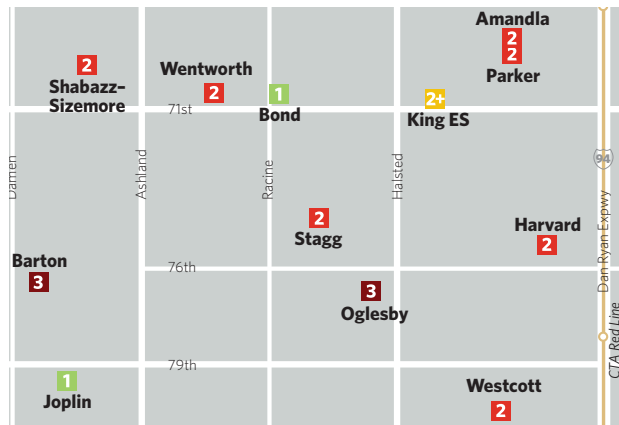 Amandla
2
2
Parker
2
Shabazz–
Sizemore
Wentworth
2
1
Bond
2+
King ES
71st
Damen
Ashland
Racine
Halsted
94
Dan Ryan Expwy
CTA Red Line
2
Stagg
Harvard
2
Barton
3
76th
3
Oglesby
79th
1
Joplin
Westcott
2